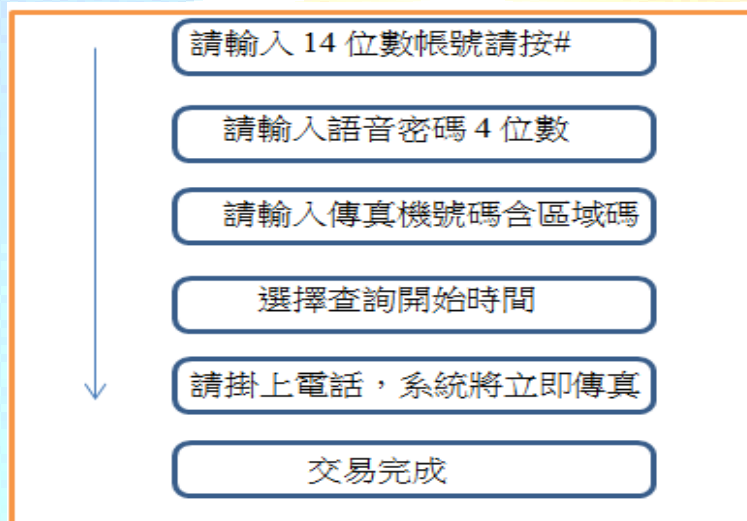 請輸入 14 位數帳號請按#
請輸入語音密碼 4 位數
請輸入傳真機號碼含區域碼
選擇查詢開始時間
請掛上電話，系統將立即傳真
交易完成